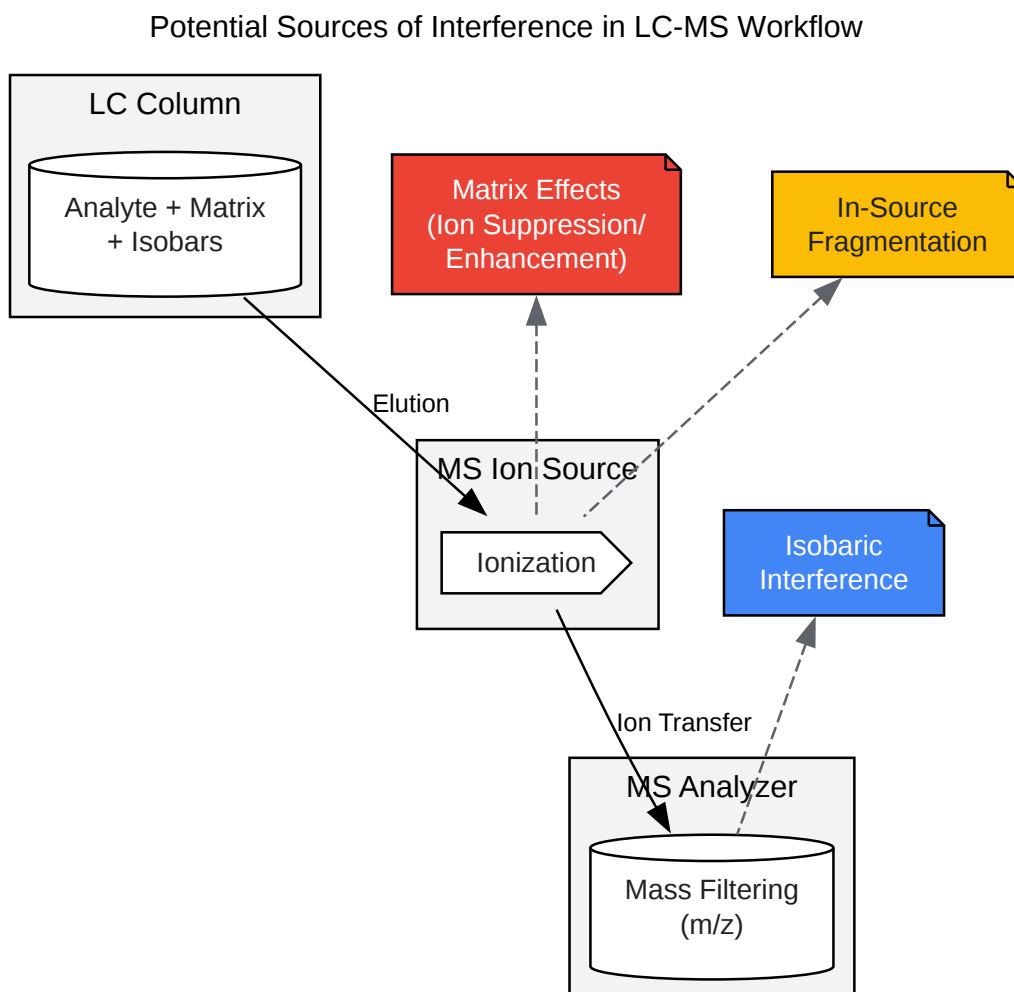 Potential Sources of Interference in LC-MS Workflow
LC Column
Analyte + Matrix
+ Isobars
Matrix Effects
(Ion Suppression/
Enhancement)
In-Source
Fragmentation
Elution
MS Ion Source
Ionization
Isobaric
Interference
Ion Transfer
MS Analyzer
Mass Filtering
(m/z)